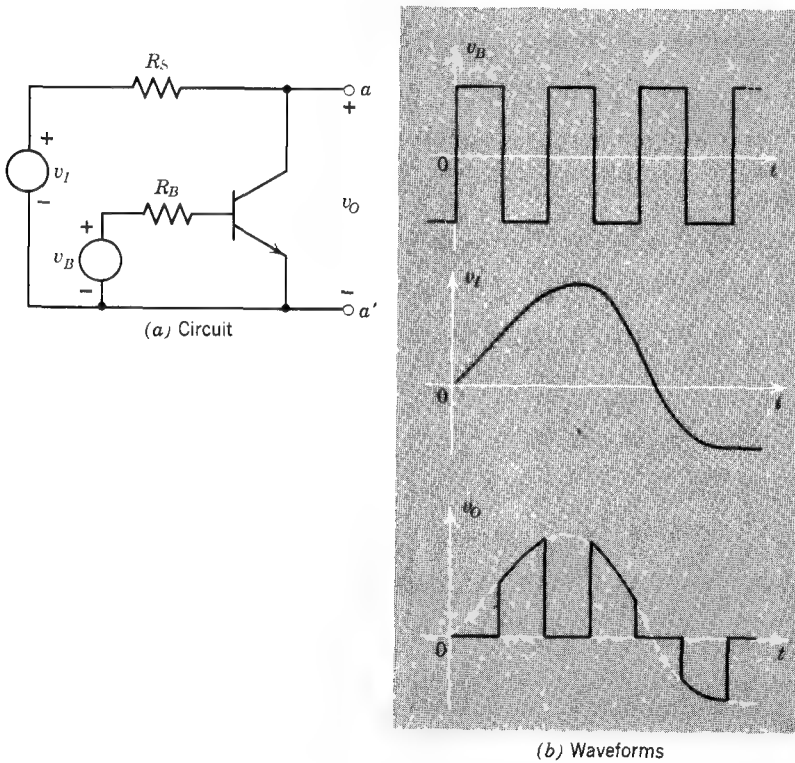 R_S
a
+
+
v_I
−
R_B
v_O
+
v_B
−
−
a'
(a) Circuit
v_B
0
t
v_I
0
t
v_O
0
t
(b) Waveforms